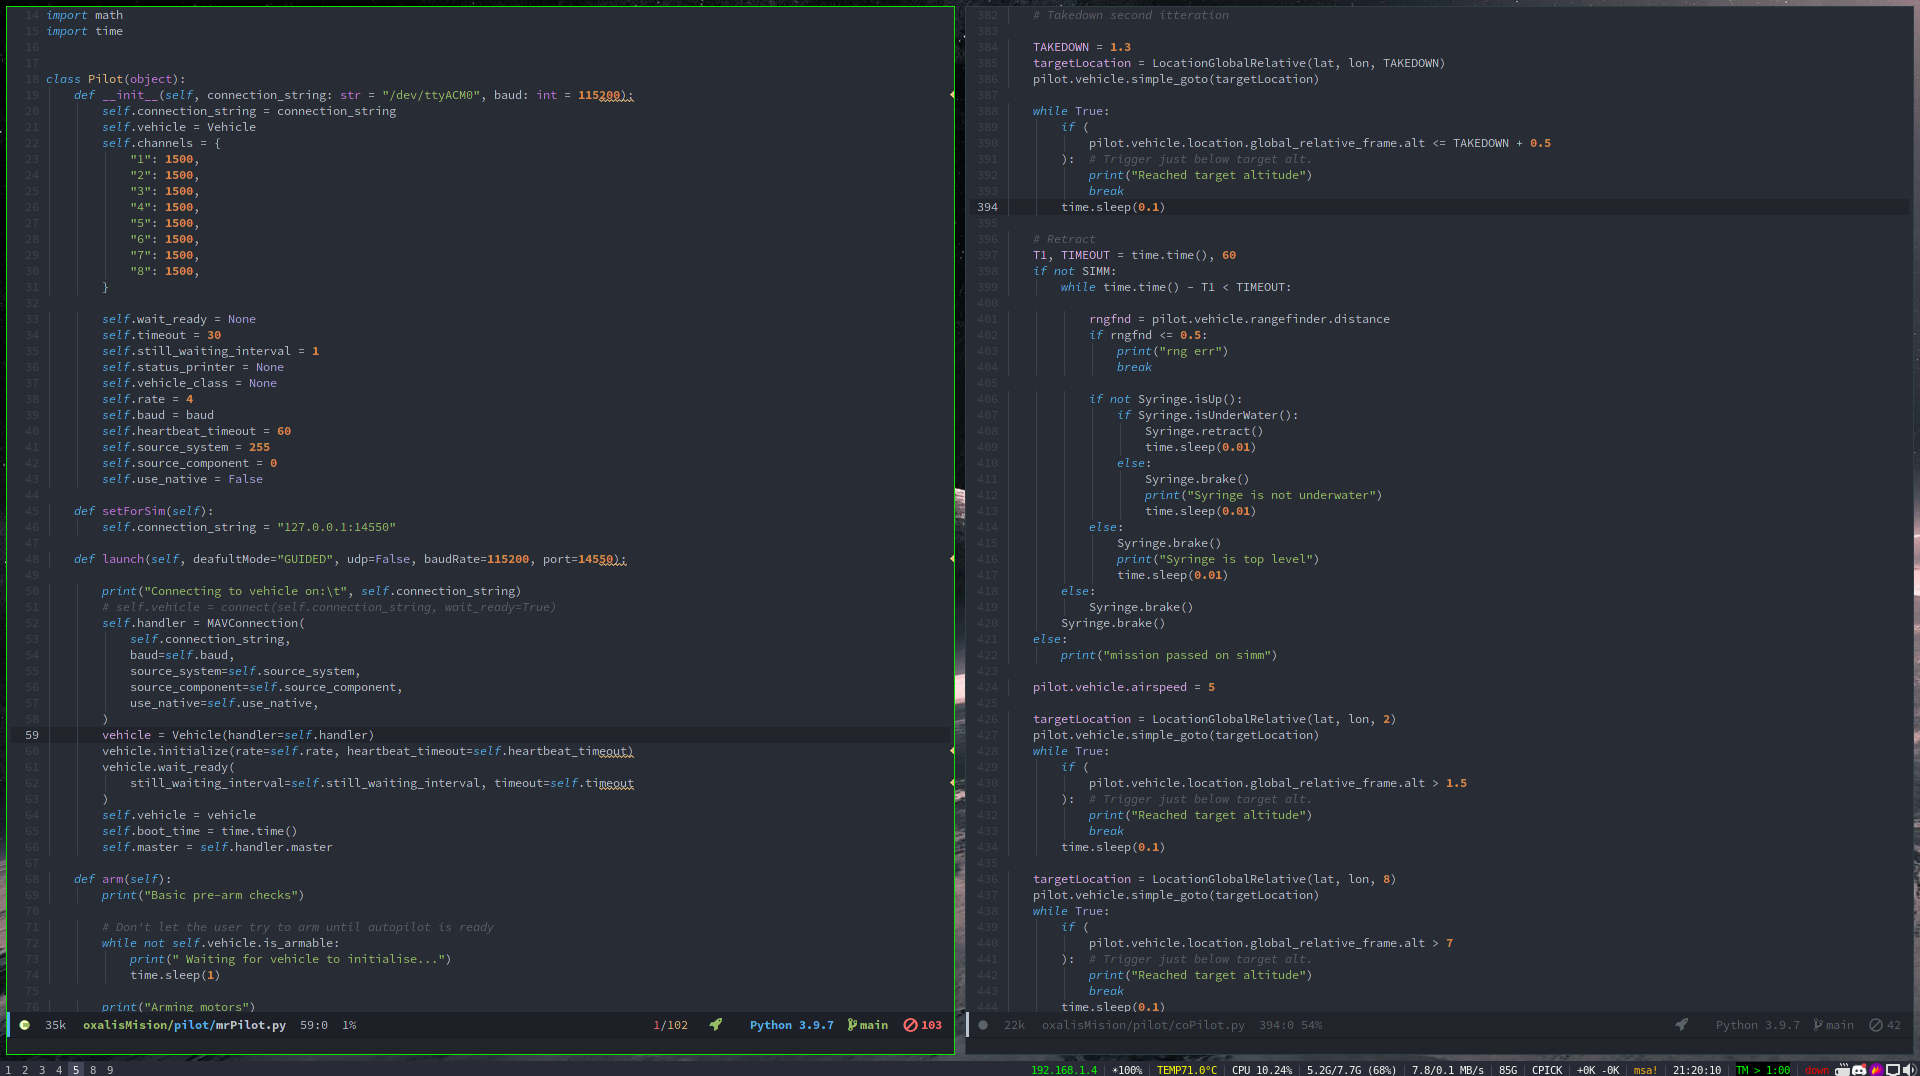 14 import math
15 import time
16
17
18 class Pilot(object):
19 def __init__(self, connection_string: str = "/dev/ttyACM0", baud: int = 115200):
20 self.connection_string = connection_string
21 self.vehicle = Vehicle
22 self.channels = {
23 "1": 1500,
24 "2": 1500,
25 "3": 1500,
26 "4": 1500,
27 "5": 1500,
28 "6": 1500,
29 "7": 1500,
30 "8": 1500,
31 }
32
33 self.wait_ready = None
34 self.timeout = 30
35 self.still_waiting_interval = 1
36 self.status_printer = None
37 self.vehicle_class = None
38 self.rate = 4
39 self.baud = baud
40 self.heartbeat_timeout = 60
41 self.source_system = 255
42 self.source_component = 0
43 self.use_native = False
44
45 def setForSim(self):
46 self.connection_string = "127.0.0.1:14550"
47
48 def launch(self, deafultMode="GUIDED", udp=False, baudRate=115200, port=14550):
49
50 print("Connecting to vehicle on:\t", self.connection_string)
51 # self.vehicle = connect(self.connection_string, wait_ready=True)
52 self.handler = MAVConnection(
53 self.connection_string,
54 baud=self.baud,
55 source_system=self.source_system,
56 source_component=self.source_component,
57 use_native=self.use_native,
58 )
59 vehicle = Vehicle(handler=self.handler)
60 vehicle.initialize(rate=self.rate, heartbeat_timeout=self.heartbeat_timeout)
61 vehicle.wait_ready(
62 still_waiting_interval=self.still_waiting_interval, timeout=self.timeout
63 )
64 self.vehicle = vehicle
65 self.boot_time = time.time()
66 self.master = self.handler.master
67
68 def arm(self):
69 print("Basic pre-arm checks")
70
71 # Don't let the user try to arm until autopilot is ready
72 while not self.vehicle.is_armable:
73 print(" Waiting for vehicle to initialise...")
74 time.sleep(1)
75
76 print("Arming motors")
35k oxalisMision/pilot/mrPilot.py 59:0 1% 1/102 Python 3.9.7 main 103
382 # Takedown second itteration
383
384 TAKEDOWN = 1.3
385 targetLocation = LocationGlobalRelative(lat, lon, TAKEDOWN)
386 pilot.vehicle.simple_goto(targetLocation)
387
388 while True:
389 if (
390 pilot.vehicle.location.global_relative_frame.alt <= TAKEDOWN + 0.5
391 ): # Trigger just below target alt.
392 print("Reached target altitude")
393 break
394 time.sleep(0.1)
395
396 # Retract
397 T1, TIMEOUT = time.time(), 60
398 if not SIMM:
399 while time.time() - T1 < TIMEOUT:
400
401 rngfnd = pilot.vehicle.rangefinder.distance
402 if rngfnd <= 0.5:
403 print("rng err")
404 break
405
406 if not Syringe.isUp():
407 if Syringe.isUnderWater():
408 Syringe.retract()
409 time.sleep(0.01)
410 else:
411 Syringe.brake()
412 print("Syringe is not underwater")
413 time.sleep(0.01)
414 else:
415 Syringe.brake()
416 print("Syringe is top level")
417 time.sleep(0.01)
418 else:
419 Syringe.brake()
420 Syringe.brake()
421 else:
422 print("mission passed on simm")
423
424 pilot.vehicle.airspeed = 5
425
426 targetLocation = LocationGlobalRelative(lat, lon, 2)
427 pilot.vehicle.simple_goto(targetLocation)
428 while True:
429 if (
430 pilot.vehicle.location.global_relative_frame.alt > 1.5
431 ): # Trigger just below target alt.
432 print("Reached target altitude")
433 break
434 time.sleep(0.1)
435
436 targetLocation = LocationGlobalRelative(lat, lon, 8)
437 pilot.vehicle.simple_goto(targetLocation)
438 while True:
439 if (
440 pilot.vehicle.location.global_relative_frame.alt > 7
441 ): # Trigger just below target alt.
442 print("Reached target altitude")
443 break
444 time.sleep(0.1)
22k oxalisMision/pilot/coPilot.py 394:0 54% Python 3.9.7 main 42
1 2 3 4 5 8 9 192.168.1.4 ☀100% TEMP71.0°C CPU 10.24% 5.2G/7.7G (68%) 7.8/0.1 MB/s 85G CPICK +0K -0K msa! 21:20:10 TM > 1:00 down